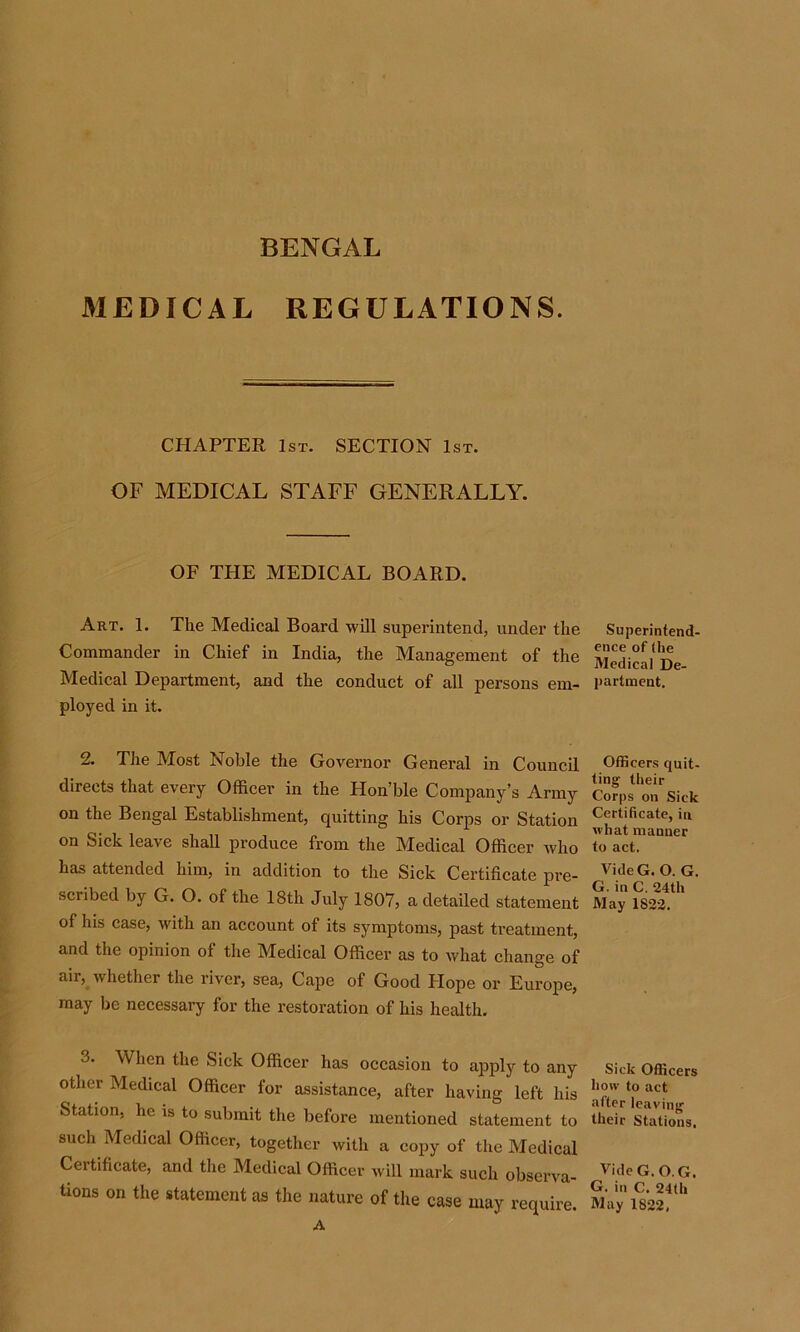 BENGAL
MEDICAL REGULATIONS.
CHAPTER 1st. SECTION 1st.
OF MEDICAL STAFF GENERALLY.
OF THE MEDICAL BOARD.
Art. 1. The Medical Board will superintend, under the
Commander in Chief in India, the Management of the
Medical Department, and the conduct of all persons em-
ployed in it.
Superintend-
ence of the
Medical De-
partment.
2. The Most Noble the Governor General in Council
directs that every Officer in the Hon'ble Company's Army
on the Bengal Establishment, quitting his Corps or Station
on Sick leave shall produce from the Medical Officer who
has attended him, in addition to the Sick Certificate pre-
scribed by G. O. of the 18th July 1807, a detailed statement
of his case, with an account of its symptoms, past treatment,
and the opinion of the Medical Officer as to what change of
air, whether the river, sea, Cape of Good Hope or Europe,
may be necessary for the restoration of his health.
Officers quit-
ting their
Corps on Sick
Certificate, in
what manner
to act.
Vide G. O. G.
G. in C. 24th
May 1822.
3. When the Sick Officer has occasion to apply to any
other Medical Officer for assistance, after having left his
Station, he is to submit the before mentioned statement to
such Medical Officer, together with a copy of the Medical
Certificate, and the Medical Officer will mark such observa-
tions on the statement as the nature of the case may require.
Sick Officers
how to act
after leaving
their Stations.
Vide G. O. G.
G. in C. 24th
May 1822,
A